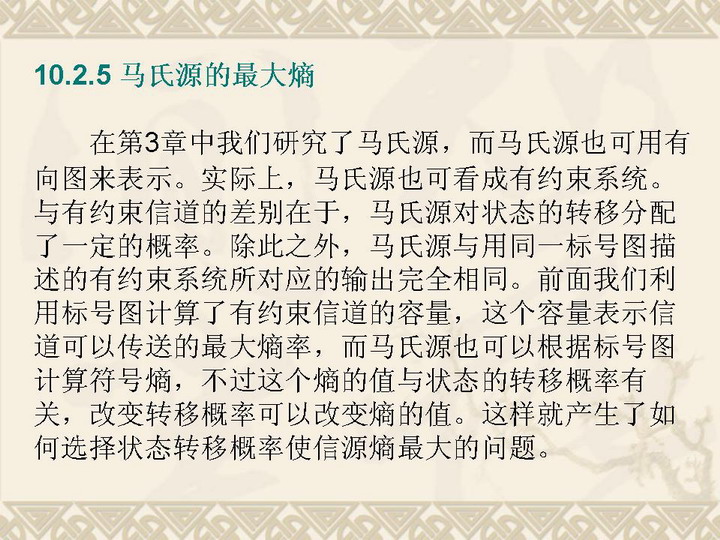 10.2.5 马氏源的最大熵
在第3章中我们研究了马氏源，而马氏源也可用有
向图来表示。实际上，马氏源也可看成有约束系统。
与有约束信道的差别在于，马氏源对状态的转移分配
了一定的概率。除此之外，马氏源与用同一标号图描
述的有约束系统所对应的输出完全相同。前面我们利
用标号图计算了有约束信道的容量，这个容量表示信
道可以传送的最大熵率，而马氏源也可以根据标号图
计算符号熵，不过这个熵的值与状态的转移概率有
关，改变转移概率可以改变熵的值。这样就产生了如
何选择状态转移概率使信源熵最大的问题。